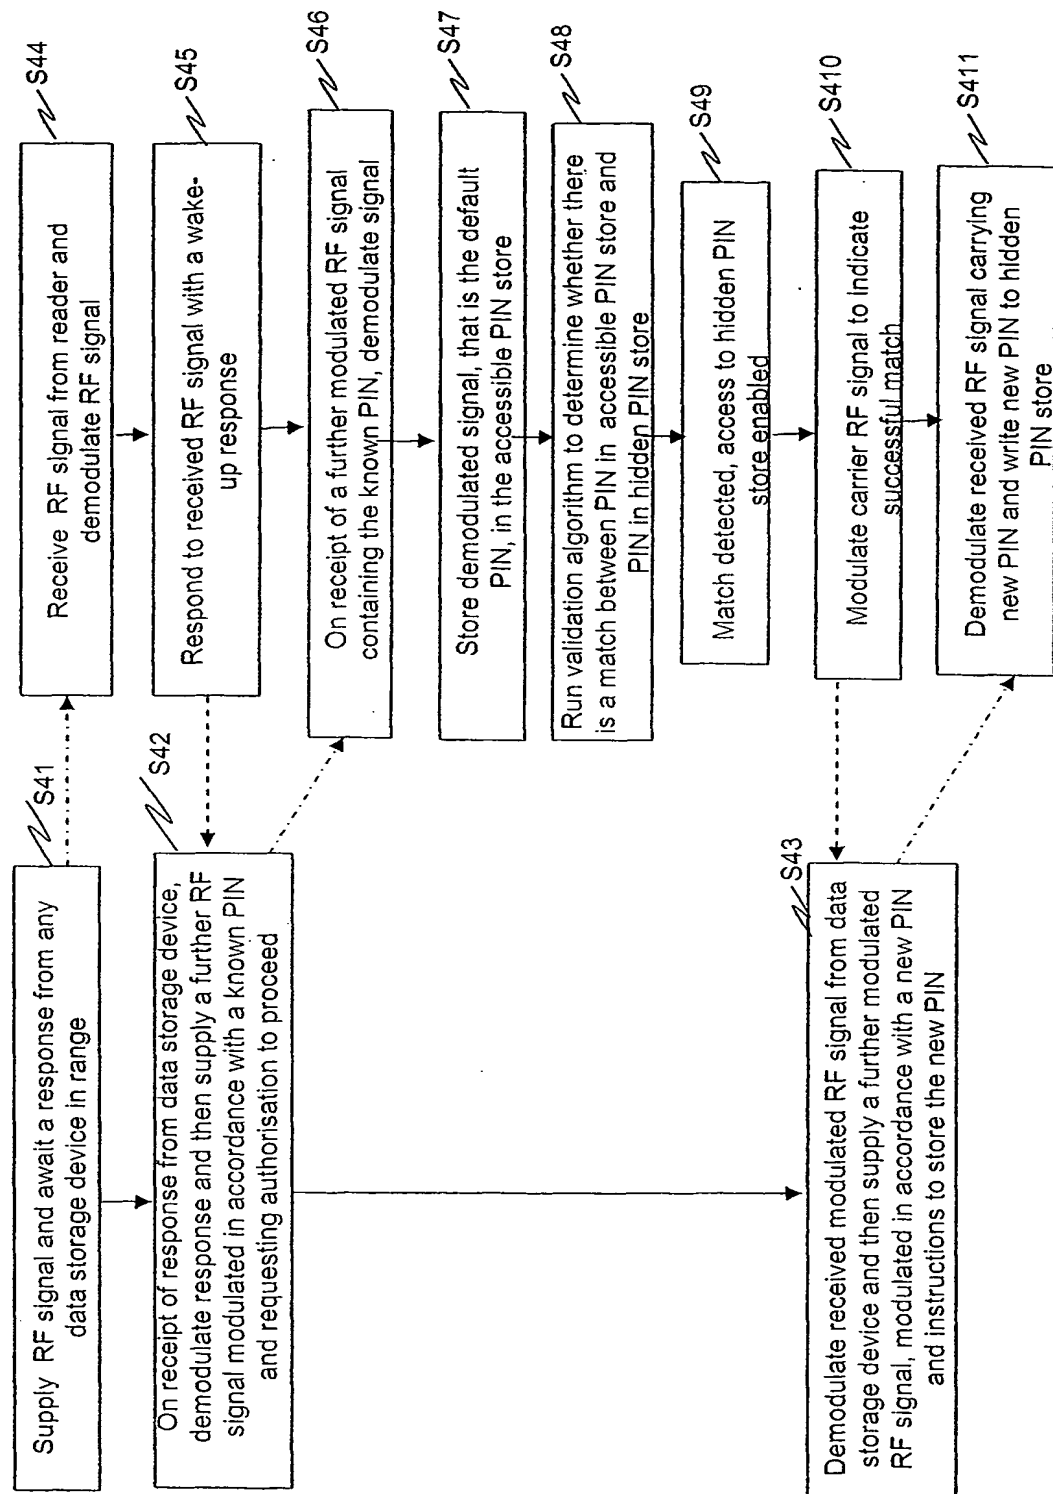 S41
Supply RF signal and await a response from any
data storage device in range
S42
On receipt of response from data storage device,
demodulate response and then supply a further RF
signal modulated in accordance with a known PIN
and requesting authorisation to proceed
S43
Demodulate received modulated RF signal from data
storage device and then supply a further modulated
RF signal, modulated in accordance with a new PIN
and instructions to store the new PIN
S44
Receive RF signal from reader and
demodulate RF signal
S45
Respond to received RF signal with a wake-
up response
S46
On receipt of a further modulated RF signal
containing the known PIN, demodulate signal
S47
Store demodulated signal, that is the default
PIN, in the accessible PIN store
S48
Run validation algorithm to determine whether there
is a match between PIN in accessible PIN store and
PIN in hidden PIN store
S49
Match detected, access to hidden PIN
store enabled
S410
Modulate carrier RF signal to indicate
successful match
S411
Demodulate received RF signal carrying
new PIN and write new PIN to hidden
PIN store